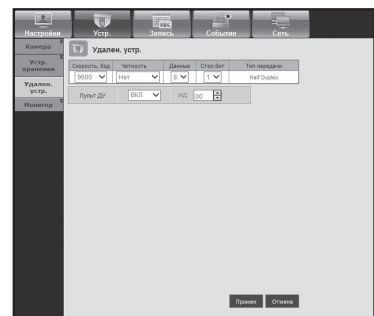 Настройки Устр. Запись. Событие Сеть
Камера
Устр. хранения
Удален. устр.
Монитор
Удален. устр.
Скорость, бод Четность Данные Стоп бит Тип передачи
9600 Нет 8 1 Half Duplex
Пульт ДУ ВКЛ. ИД 00
Примен Отмена